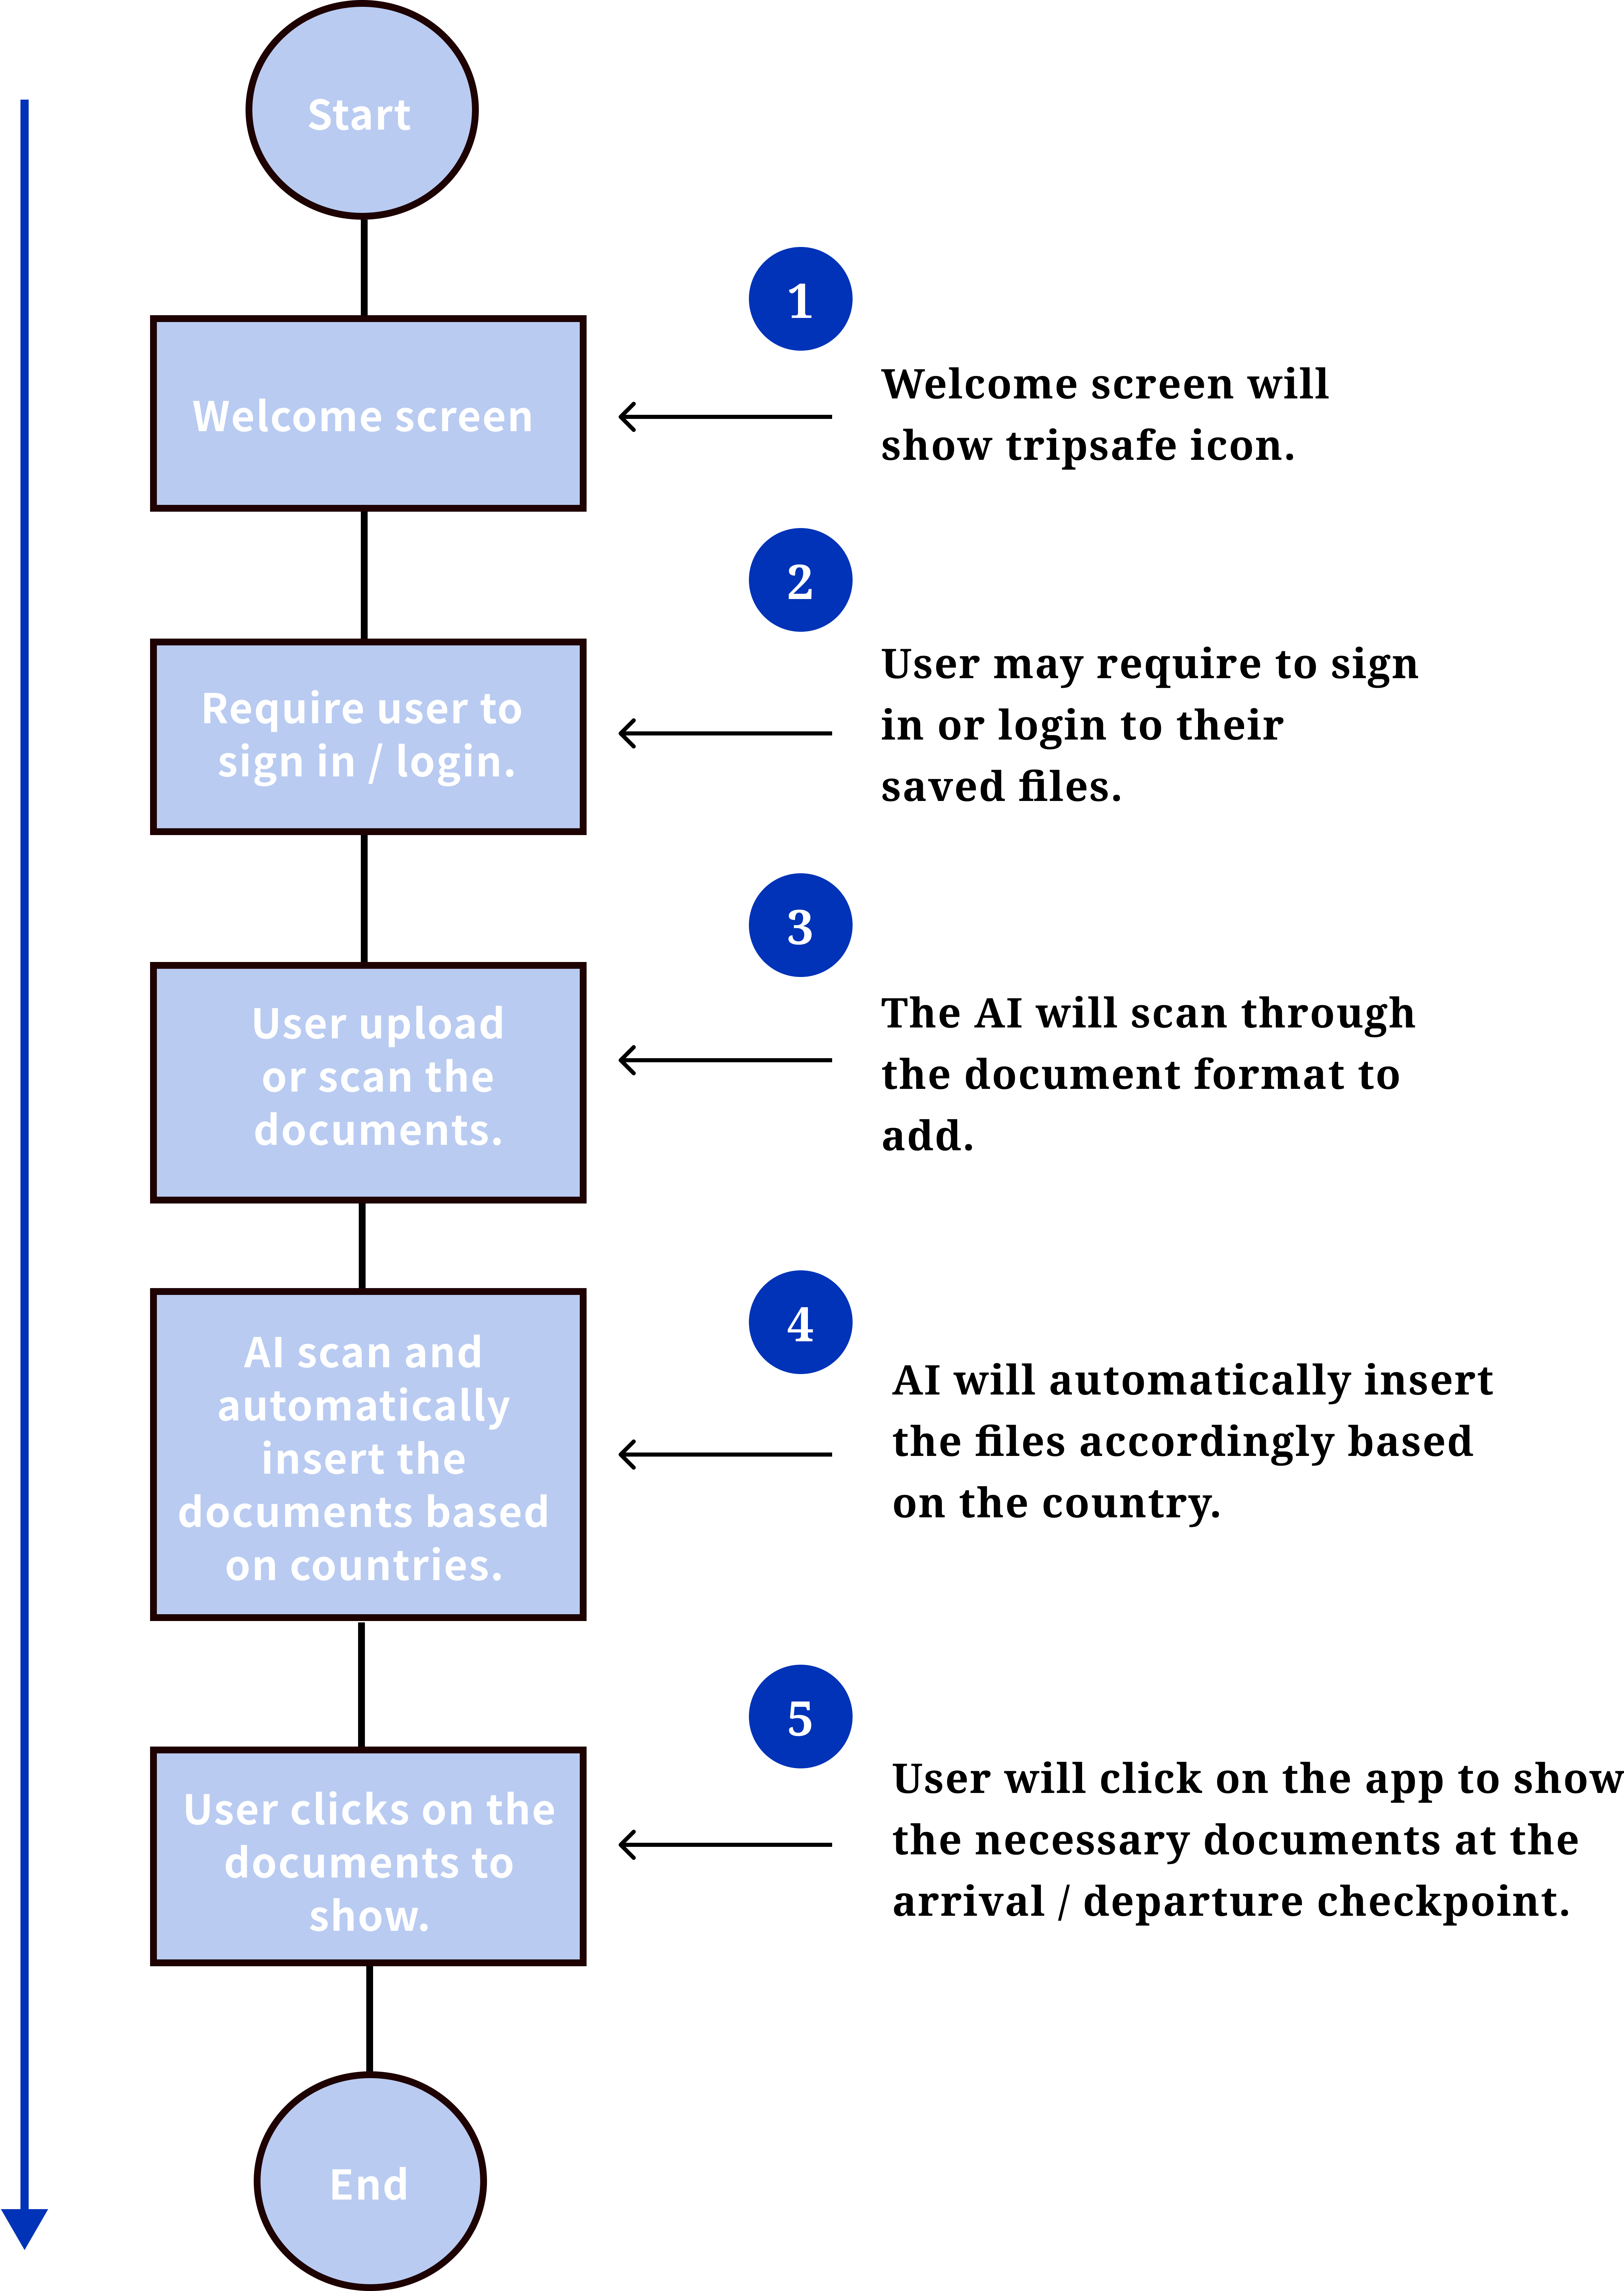 Start
1
Welcome screen
Welcome screen will
show tripsafe icon.
2
Require user to
sign in / login.
User may require to sign
in or login to their
saved files.
3
User upload
or scan the
documents.
The AI will scan through
the document format to
add.
4
AI scan and
automatically
insert the
documents based
on countries.
AI will automatically insert
the files accordingly based
on the country.
5
User clicks on the
documents to
show.
User will click on the app to show
the necessary documents at the
arrival / departure checkpoint.
End